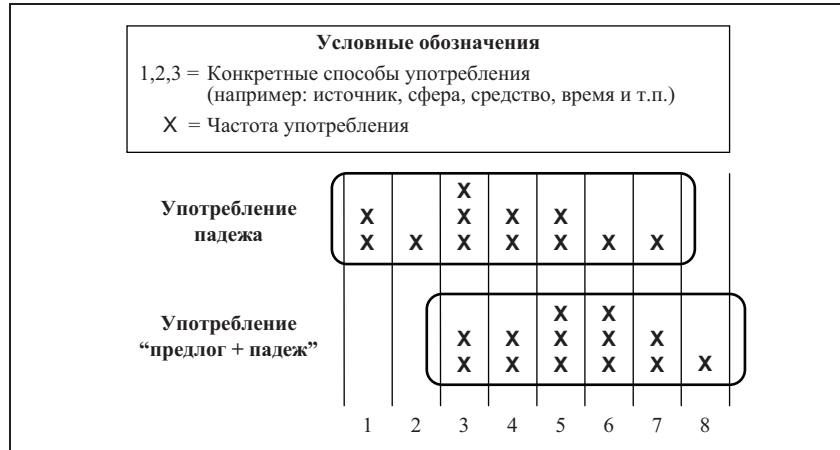 Условные обозначения
1,2,3 = Конкретные способы употребления
(например: источник, сфера, средство, время и т.п.)
X = Частота употребления
Употребление
падежа
X
X X X X
X X X X X X X
Употребление
“предлог + падеж”
X X
X X X X X
X X X X X X
1 2 3 4 5 6 7 8